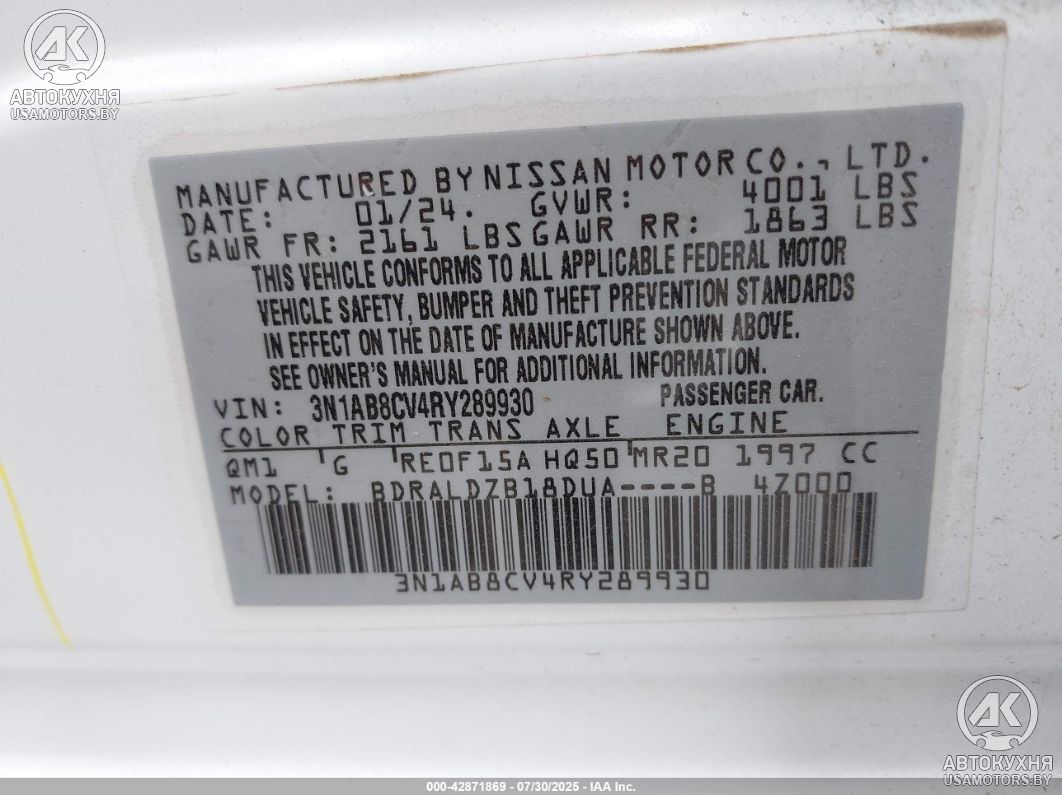 AK
АВТОКУХНЯ
USAMOTORS.BY
MANUFACTURED BY NISSAN MOTOR CO., LTD.
DATE: 01/24. GVWR: 4001 LBS
GAWR FR: 2161 LBS GAWR RR: 1863 LBS
THIS VEHICLE CONFORMS TO ALL APPLICABLE FEDERAL MOTOR
VEHICLE SAFETY, BUMPER AND THEFT PREVENTION STANDARDS
IN EFFECT ON THE DATE OF MANUFACTURE SHOWN ABOVE.
SEE OWNER'S MANUAL FOR ADDITIONAL INFORMATION.
VIN: 3N1AB8CV4RY289930 PASSENGER CAR.
COLOR TRIM TRANS AXLE ENGINE
QM1 G RE0F15A HQ50 MR20 1997 CC
MODEL: BDRALDZB18DUA----B 4Z000
3N1AB8CV4RY289930
AK
АВТОКУХНЯ
USAMOTORS.BY
000-42871869 - 07/30/2025 - IAA Inc.